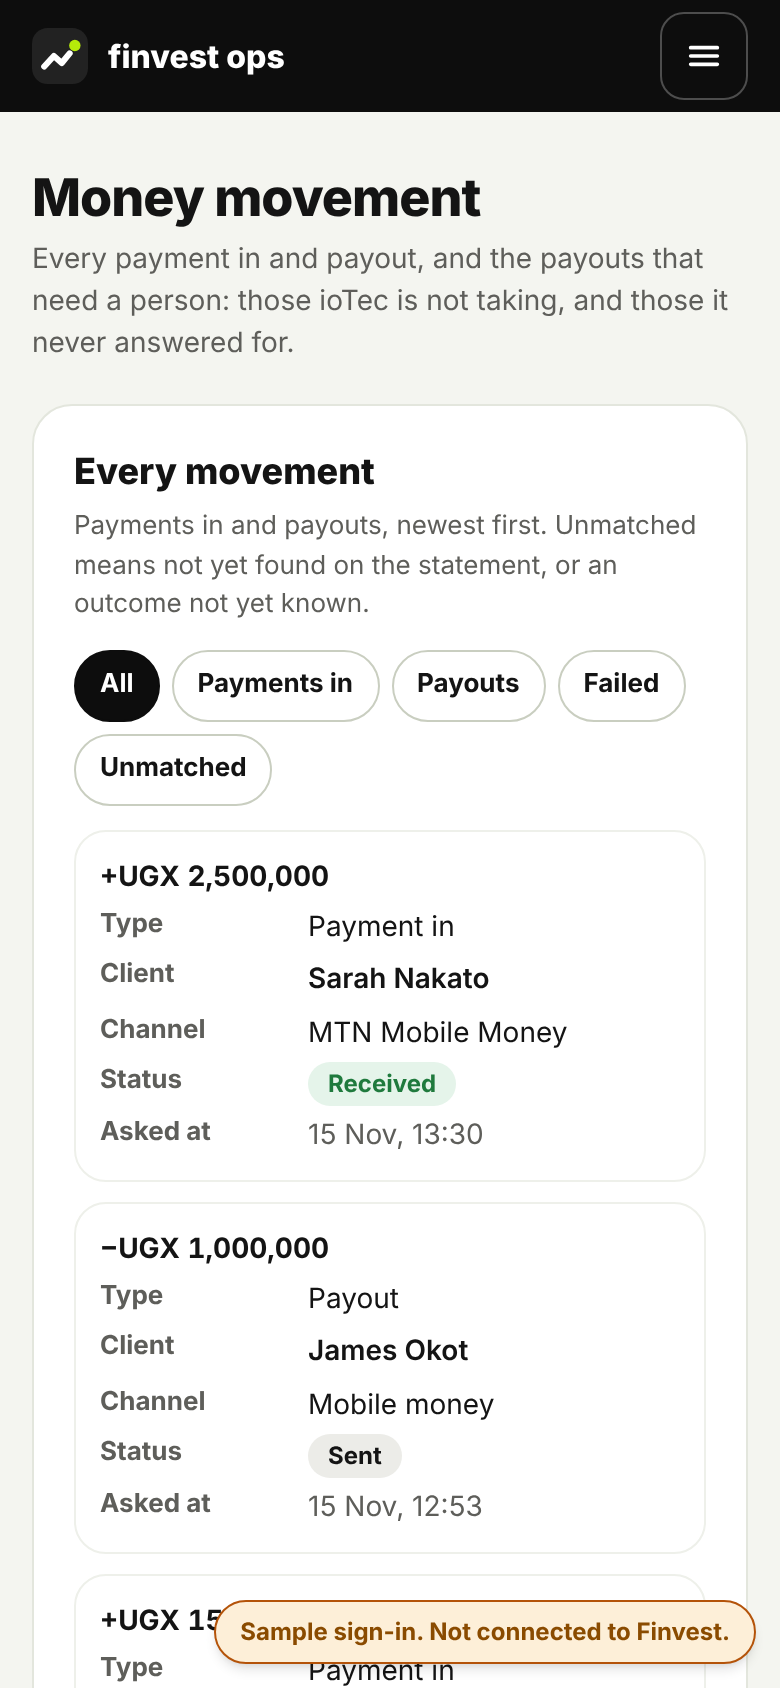 finvest ops
Money movement
Every payment in and payout, and the payouts that
need a person: those ioTec is not taking, and those it
never answered for.
Every movement
Payments in and payouts, newest first. Unmatched
means not yet found on the statement, or an
outcome not yet known.
All
Payments in
Payouts
Failed
Unmatched
+UGX 2,500,000
Type
Payment in
Client
Sarah Nakato
Channel
MTN Mobile Money
Status
Received
Asked at
15 Nov, 13:30
−UGX 1,000,000
Type
Payout
Client
James Okot
Channel
Mobile money
Status
Sent
Asked at
15 Nov, 12:53
+UGX 15
Sample sign-in. Not connected to Finvest.
Type
Payment in